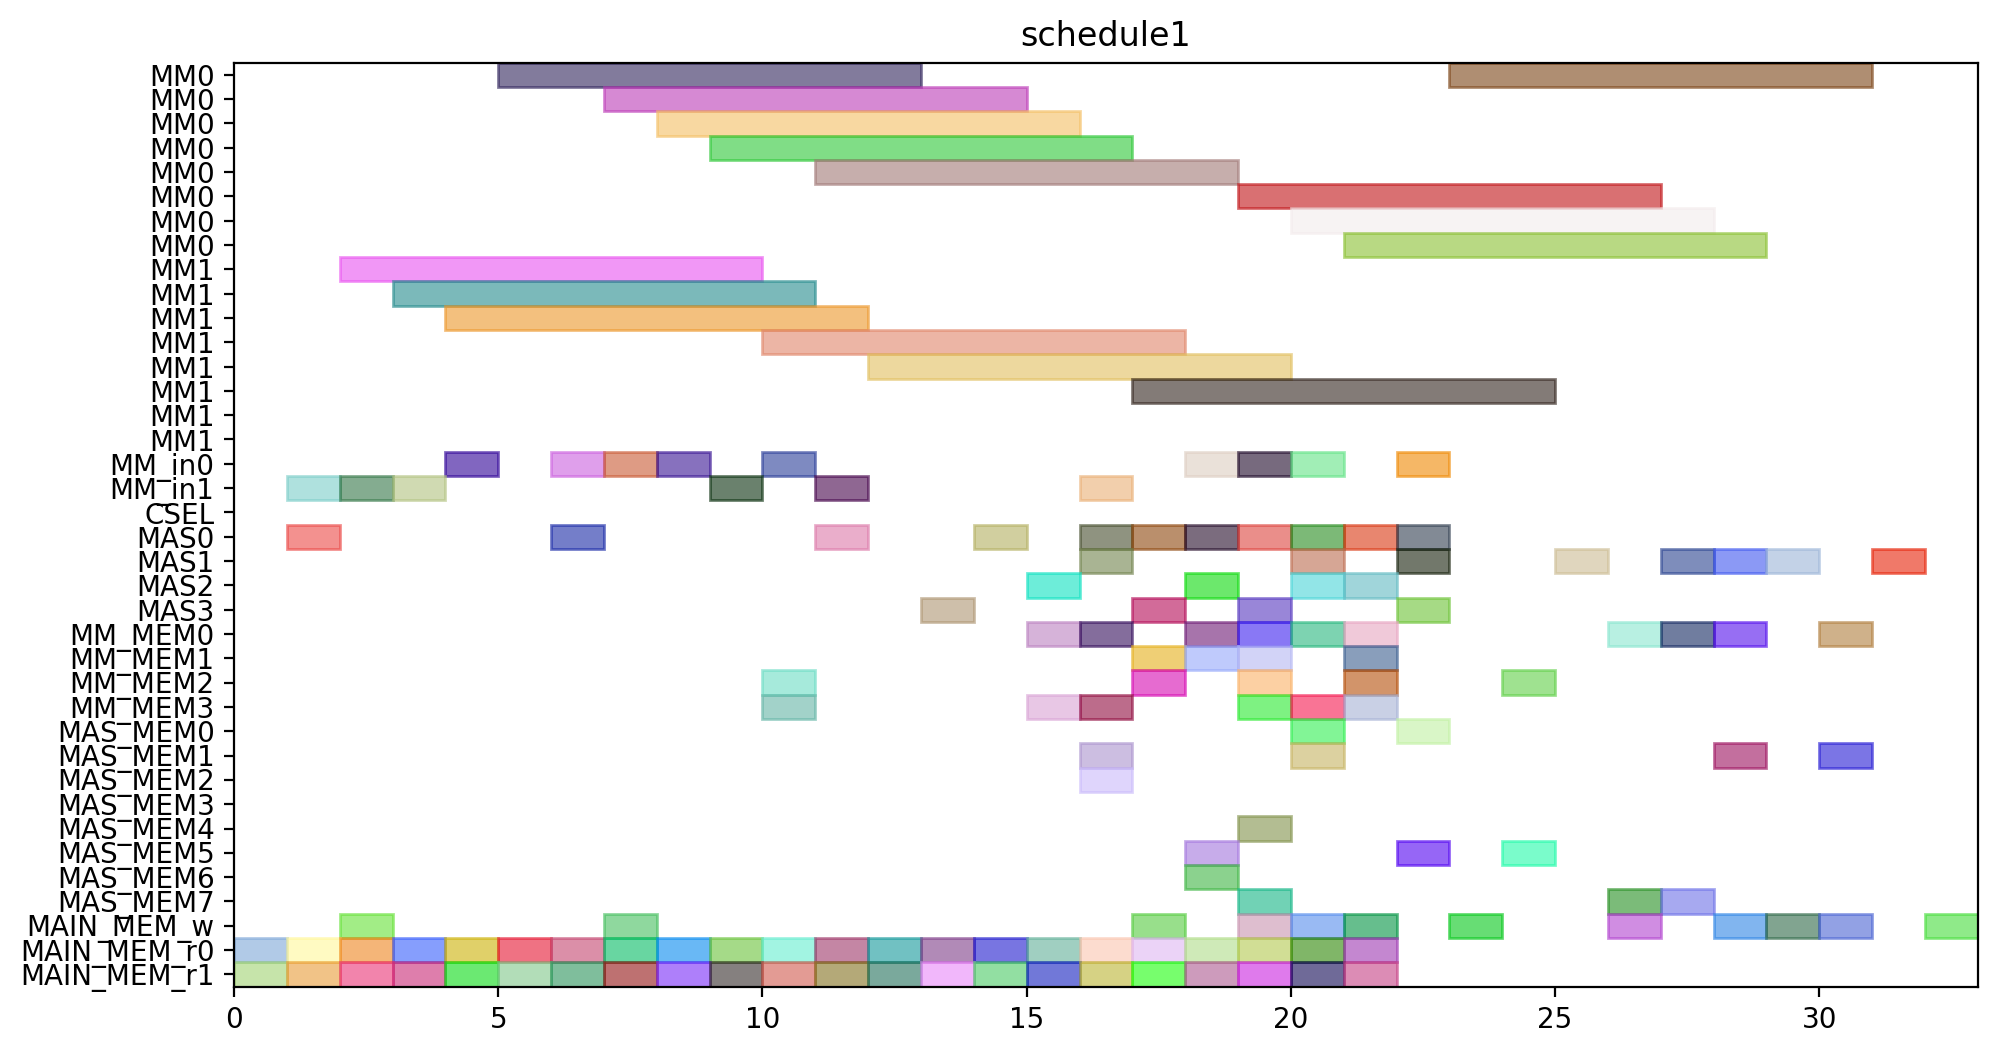 schedule1
MM0
MM0
MM0
MM0
MM0
MM0
MM0
MM0
MM1
MM1
MM1
MM1
MM1
MM1
MM1
MM1
MM_in0
MM_in1
CSEL
MAS0
MAS1
MAS2
MAS3
MM_MEM0
MM_MEM1
MM_MEM2
MM_MEM3
MAS_MEM0
MAS_MEM1
MAS_MEM2
MAS_MEM3
MAS_MEM4
MAS_MEM5
MAS_MEM6
MAS_MEM7
MAIN_MEM_w
MAIN_MEM_r0
MAIN_MEM_r1
0 5 10 15 20 25 30